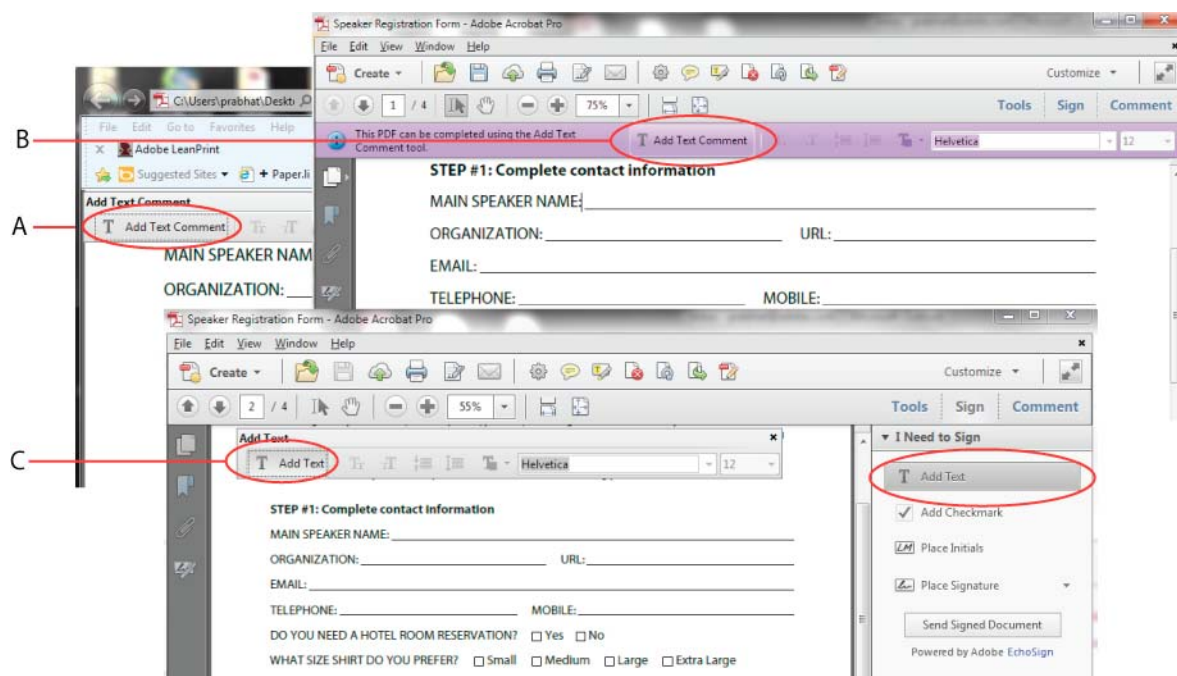 Speaker Registration Form - Adobe Acrobat Pro
File Edit View Window Help
Create
Customize
1 / 4
75%
Tools Sign Comment
B
This PDF can be completed using the Add Text
Comment tool.
T Add Text Comment
Helvetica
12
STEP #1: Complete contact information
MAIN SPEAKER NAME:
ORGANIZATION: URL:
EMAIL:
TELEPHONE: MOBILE:
C:\Users\prabhat\Deskt
File Edit Go to Favorites Help
X Adobe LeanPrint
Suggested Sites Paper.li
Add Text Comment
A
T Add Text Comment
MAIN SPEAKER NAM
ORGANIZATION:
Speaker Registration Form - Adobe Acrobat Pro
File Edit View Window Help
Create
Customize
2 / 4
55%
Tools Sign Comment
Add Text
C
T Add Text
Helvetica
12
STEP #1: Complete contact information
MAIN SPEAKER NAME:
ORGANIZATION: URL:
EMAIL:
TELEPHONE: MOBILE:
DO YOU NEED A HOTEL ROOM RESERVATION? Yes No
WHAT SIZE SHIRT DO YOU PREFER? Small Medium Large Extra Large
I Need to Sign
T Add Text
Add Checkmark
LM Place Initials
Place Signature
Send Signed Document
Powered by Adobe EchoSign